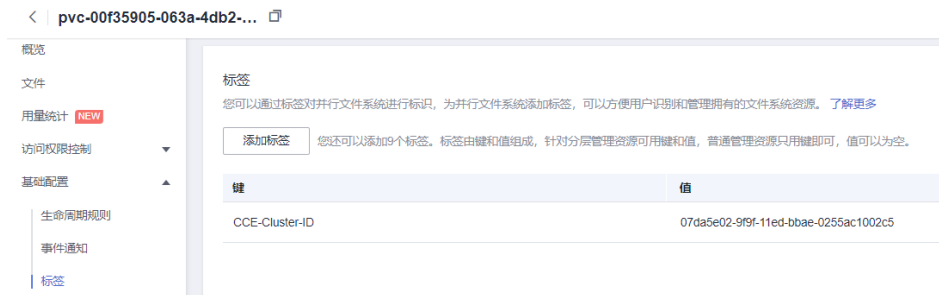 pvc-00f35905-063a-4db2-...
概览
文件
用量统计 NEW
访问权限控制
基础配置
生命周期规则
事件通知
标签
标签
您可以通过标签对并行文件系统进行标识，为并行文件系统添加标签，可以方便用户识别和管理拥有的文件系统资源。 了解更多
添加标签 您还可以添加9个标签。标签由键和值组成，针对分层管理资源可用键和值，普通管理资源只用键即可，值可以为空。
键 值
CCE-Cluster-ID 07da5e02-9f9f-11ed-bbae-0255ac1002c5